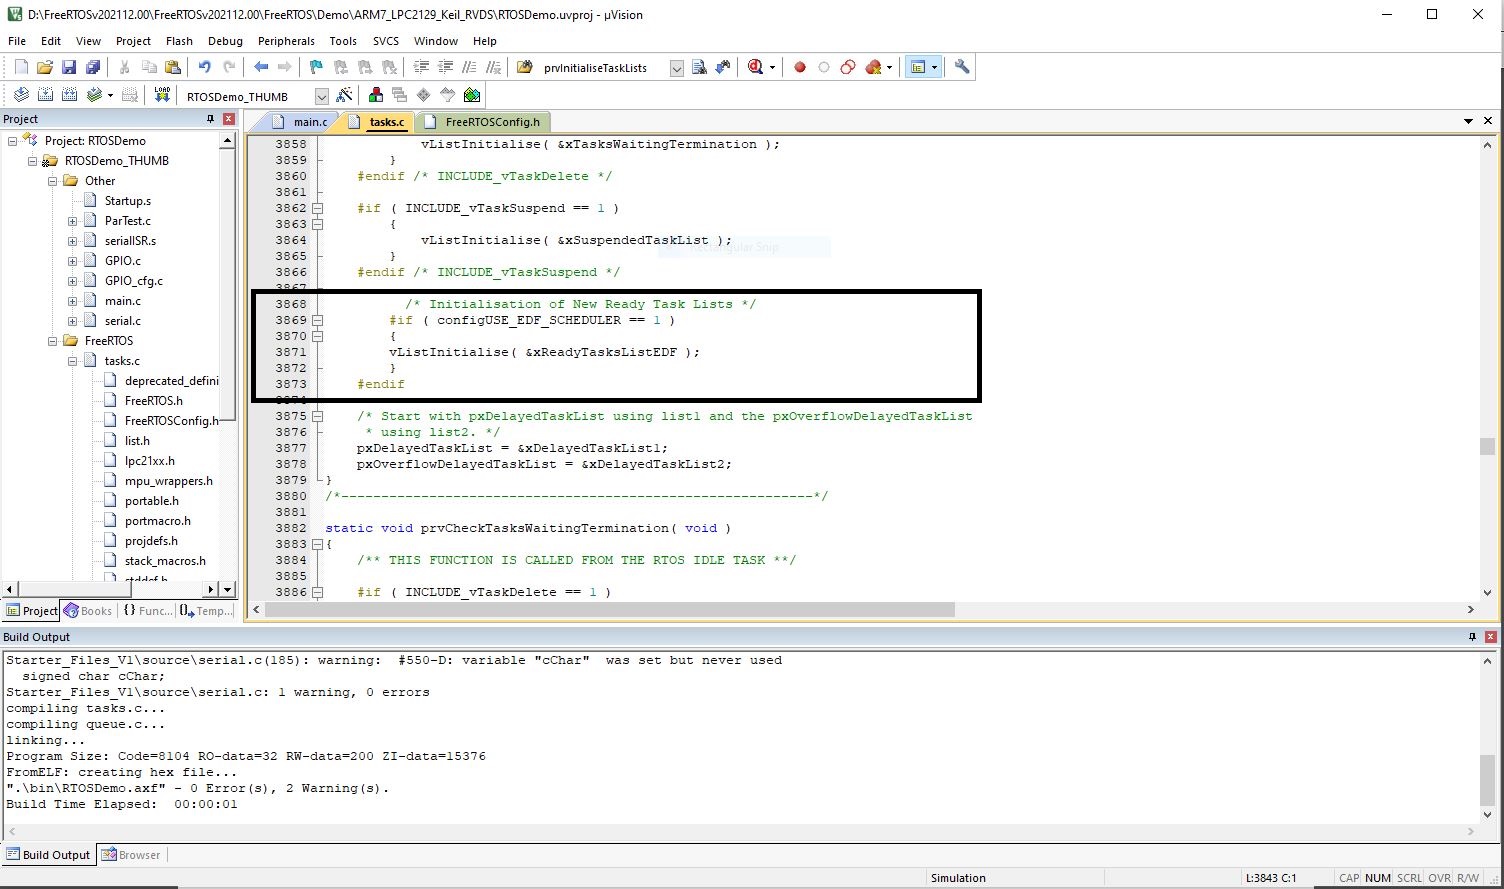 D:\FreeRTOSv202112.00\FreeRTOSv202112.00\FreeRTOS\Demo\ARM7_LPC2129_Keil_RVDS\RTOSDemo.uvproj - µVision
File Edit View Project Flash Debug Peripherals Tools SVCS Window Help
prvInitialiseTaskLists
LOAD RTOSDemo_THUMB
Project
Project: RTOSDemo
RTOSDemo_THUMB
Other
Startup.s
ParTest.c
serialISR.s
GPIO.c
GPIO_cfg.c
main.c
serial.c
FreeRTOS
tasks.c
deprecated_defini
FreeRTOS.h
FreeRTOSConfig.h
list.h
lpc21xx.h
mpu_wrappers.h
portable.h
portmacro.h
projdefs.h
stack_macros.h
stddef.h
Project Books {} Func... Temp...
main.c tasks.c FreeRTOSConfig.h
3858 vListInitialise( &xTasksWaitingTermination );
3859 }
3860 #endif /* INCLUDE_vTaskDelete */
3861
3862 #if ( INCLUDE_vTaskSuspend == 1 )
3863 {
3864 vListInitialise( &xSuspendedTaskList );
Rectangular Snip
3865 }
3866 #endif /* INCLUDE_vTaskSuspend */
3867
3868 /* Initialisation of New Ready Task Lists */
3869 #if ( configUSE_EDF_SCHEDULER == 1 )
3870 {
3871 vListInitialise( &xReadyTasksListEDF );
3872 }
3873 #endif
3874
3875 /* Start with pxDelayedTaskList using list1 and the pxOverflowDelayedTaskList
3876 * using list2. */
3877 pxDelayedTaskList = &xDelayedTaskList1;
3878 pxOverflowDelayedTaskList = &xDelayedTaskList2;
3879 }
3880 /*-----------------------------------------------------------*/
3881
3882 static void prvCheckTasksWaitingTermination( void )
3883 {
3884 /** THIS FUNCTION IS CALLED FROM THE RTOS IDLE TASK **/
3885
3886 #if ( INCLUDE_vTaskDelete == 1 )
Build Output
Starter_Files_V1\source\serial.c(185): warning:  #550-D: variable "cChar"  was set but never used
signed char cChar;
Starter_Files_V1\source\serial.c: 1 warning, 0 errors
compiling tasks.c...
compiling queue.c...
linking...
Program Size: Code=8104 RO-data=32 RW-data=200 ZI-data=15376
FromELF: creating hex file...
".\bin\RTOSDemo.axf" - 0 Error(s), 2 Warning(s).
Build Time Elapsed:  00:00:01
Build Output Browser
Simulation L:3843 C:1 CAP NUM SCRL OVR R/W